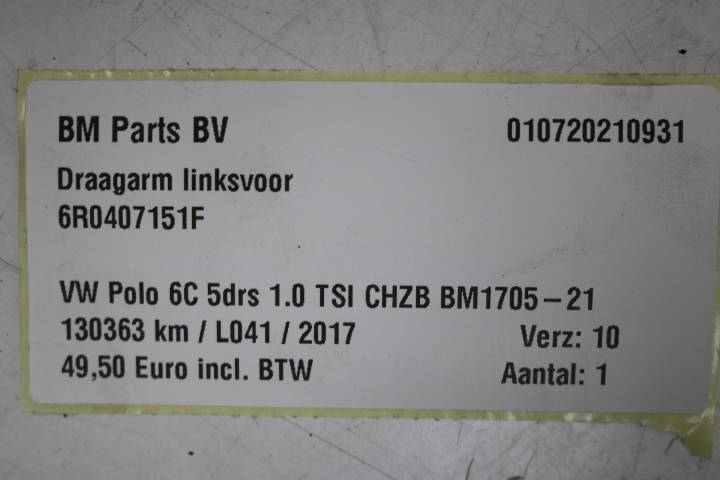 BM Parts BV 010720210931
Draagarm linksvoor
6R0407151F
VW Polo 6C 5drs 1.0 TSI CHZB BM1705-21
130363 km / L041 / 2017 Verz: 10
49,50 Euro incl. BTW Aantal: 1